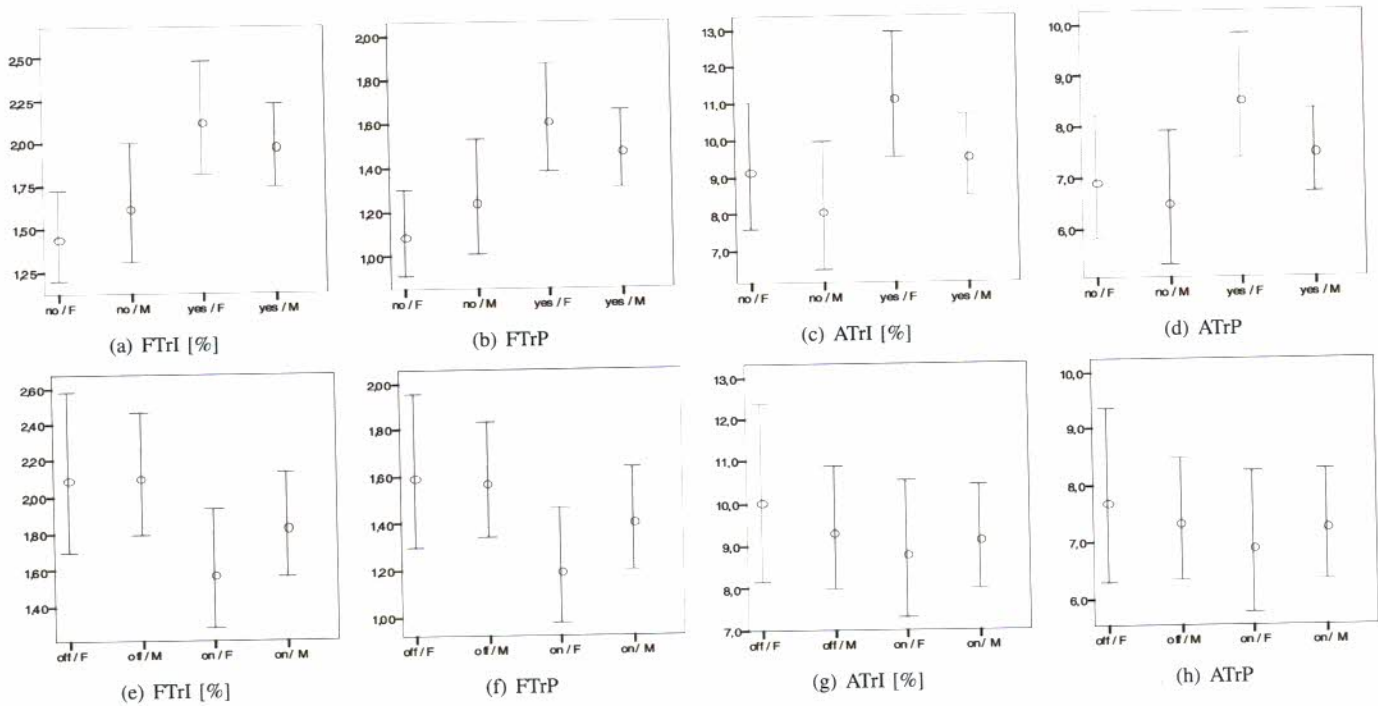 2,50
2,25
2,00
1,75
1,50
1,25
no / F
no / M
yes / F
yes / M
(a) FTrI [%]
2,00
1,80
1,60
1,40
1,20
1,00
no / F
no / M
yes / F
yes / M
(b) FTrP
13,0
12,0
11,0
10,0
9,0
8,0
7,0
no / F
no / M
yes / F
yes / M
(c) ATrI [%]
10,0
9,0
8,0
7,0
6,0
no / F
no / M
yes / F
yes / M
(d) ATrP
2,60
2,40
2,20
2,00
1,80
1,60
1,40
off / F
off / M
on / F
on / M
(e) FTrI [%]
2,00
1,80
1,60
1,40
1,20
1,00
off / F
off / M
on / F
on / M
(f) FTrP
13,0
12,0
11,0
10,0
9,0
8,0
7,0
off / F
off / M
on / F
on / M
(g) ATrI [%]
10,0
9,0
8,0
7,0
6,0
off / F
off / M
on / F
on / M
(h) ATrP